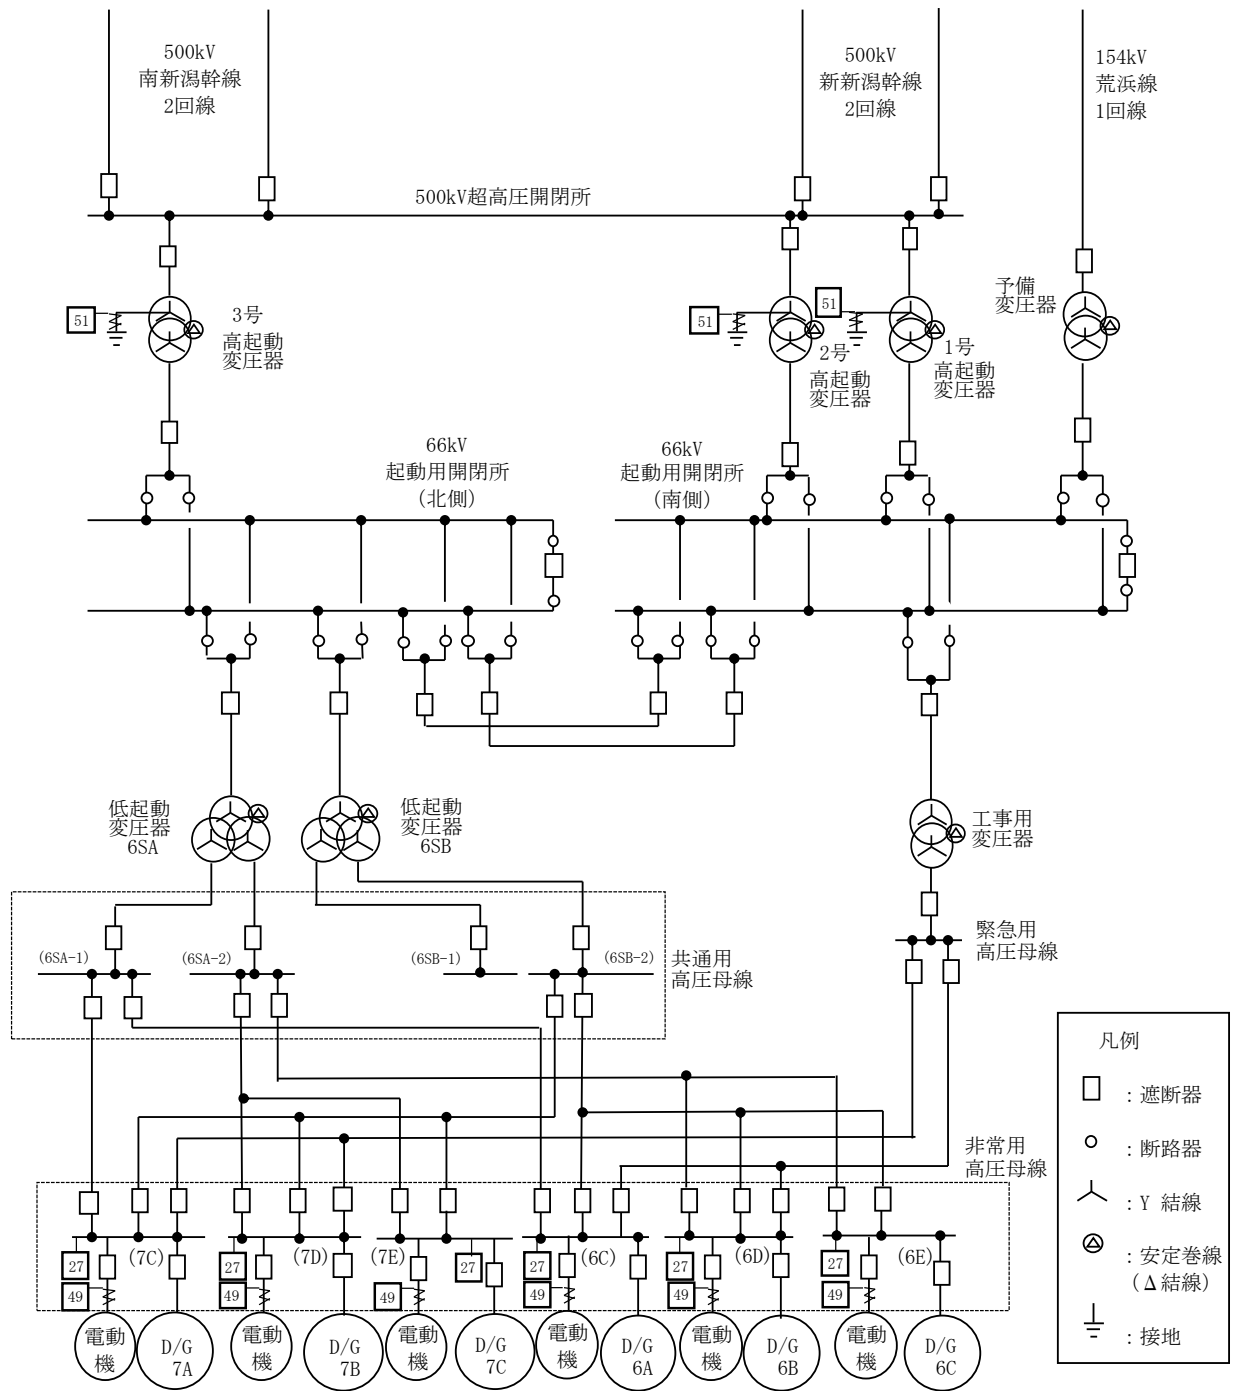 500kV
南新潟幹線
2回線
500kV
新新潟幹線
2回線
154kV
荒浜線
1回線
500kV超高圧開閉所
51
3号
高起動
変圧器
51
2号
高起動
変圧器
51
1号
高起動
変圧器
予備
変圧器
66kV
起動用開閉所
(北側)
66kV
起動用開閉所
(南側)
低起動
変圧器
6SA
低起動
変圧器
6SB
工事用
変圧器
(6SA-1)
(6SA-2)
(6SB-1)
(6SB-2)
共通用
高圧母線
緊急用
高圧母線
非常用
高圧母線
27
(7C)
27
(7D)
(7E)
27
27
(6C)
27
(6D)
27
(6E)
49
49
49
49
49
49
電動
機
D/G
7A
電動
機
D/G
7B
電動
機
D/G
7C
電動
機
D/G
6A
電動
機
D/G
6B
電動
機
D/G
6C
凡例
:遮断器
:断路器
:Y 結線
:安定巻線
(Δ結線)
:接地